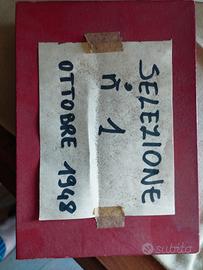 SELEZIONE
ñ 1
OTTOBRE 1948
subito